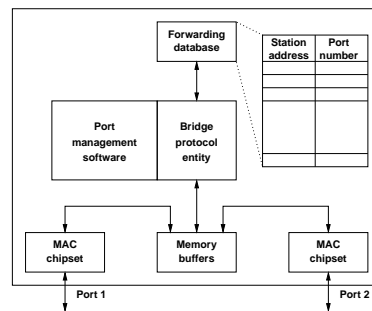 Forwarding
database
Station
address
Port
number
Port
management
software
Bridge
protocol
entity
MAC
chipset
Memory
buffers
MAC
chipset
Port 1
Port 2